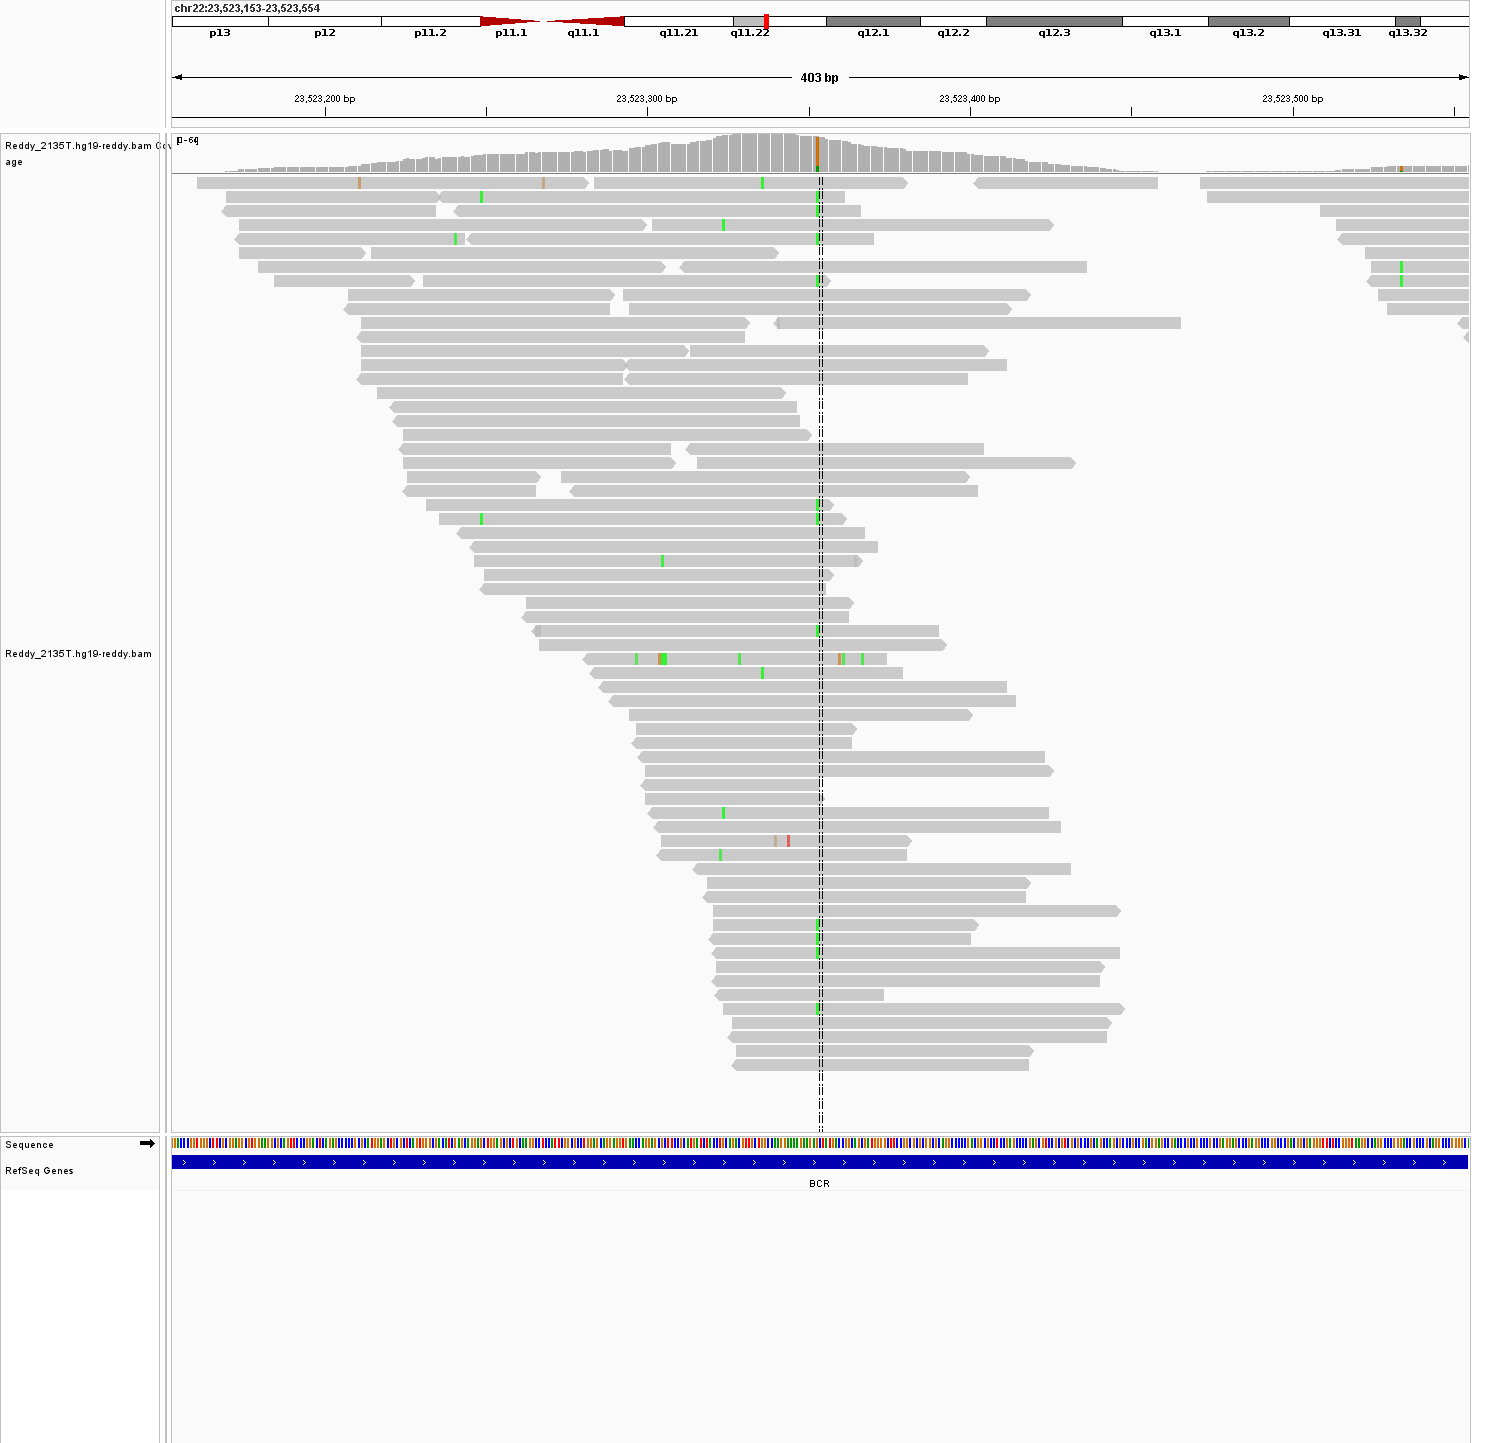 chr22:23,523,153-23,523,554
p13 p12 p11.2 p11.1 q11.1 q11.21 q11.22 q12.1 q12.2 q12.3 q13.1 q13.2 q13.31 q13.32
403 bp
23,523,200 bp 23,523,300 bp 23,523,400 bp 23,523,500 bp
[0-64]
Reddy_2135T.hg19-reddy.bam Cov
age
Reddy_2135T.hg19-reddy.bam
Sequence
RefSeq Genes
BCR